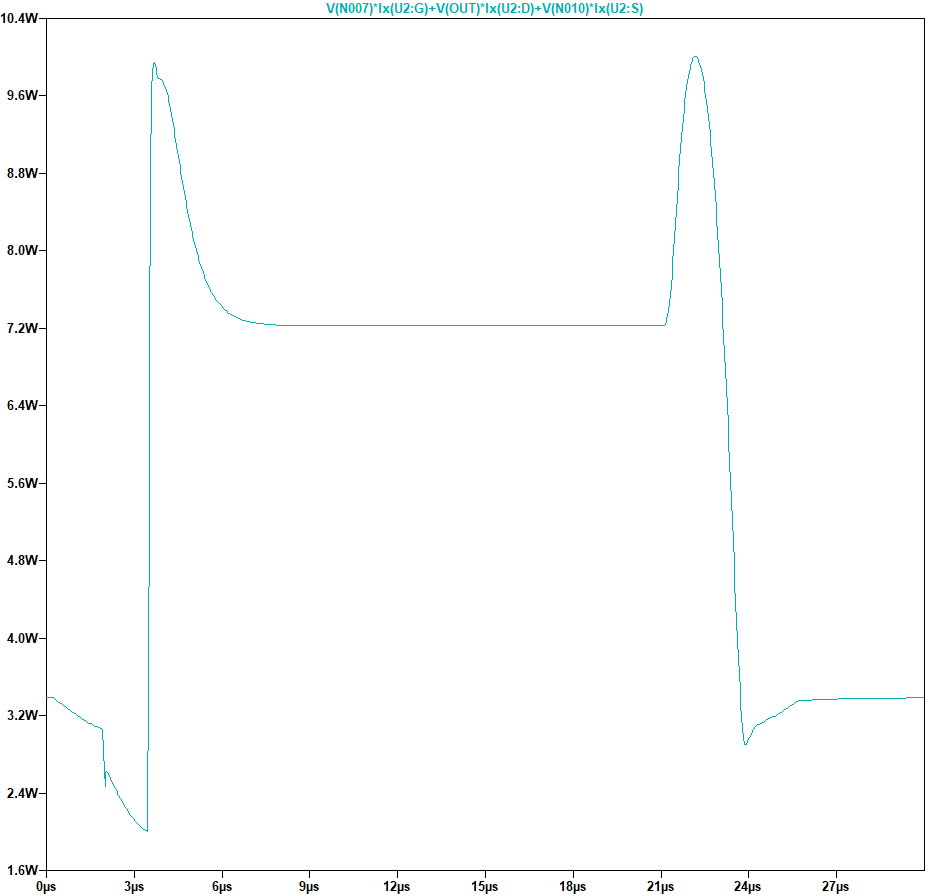 V(N007)*Ix(U2:G)+V(OUT)*Ix(U2:D)+V(N010)*Ix(U2:S)
10.4W
9.6W
8.8W
8.0W
7.2W
6.4W
5.6W
4.8W
4.0W
3.2W
2.4W
1.6W
0µs 3µs 6µs 9µs 12µs 15µs 18µs 21µs 24µs 27µs